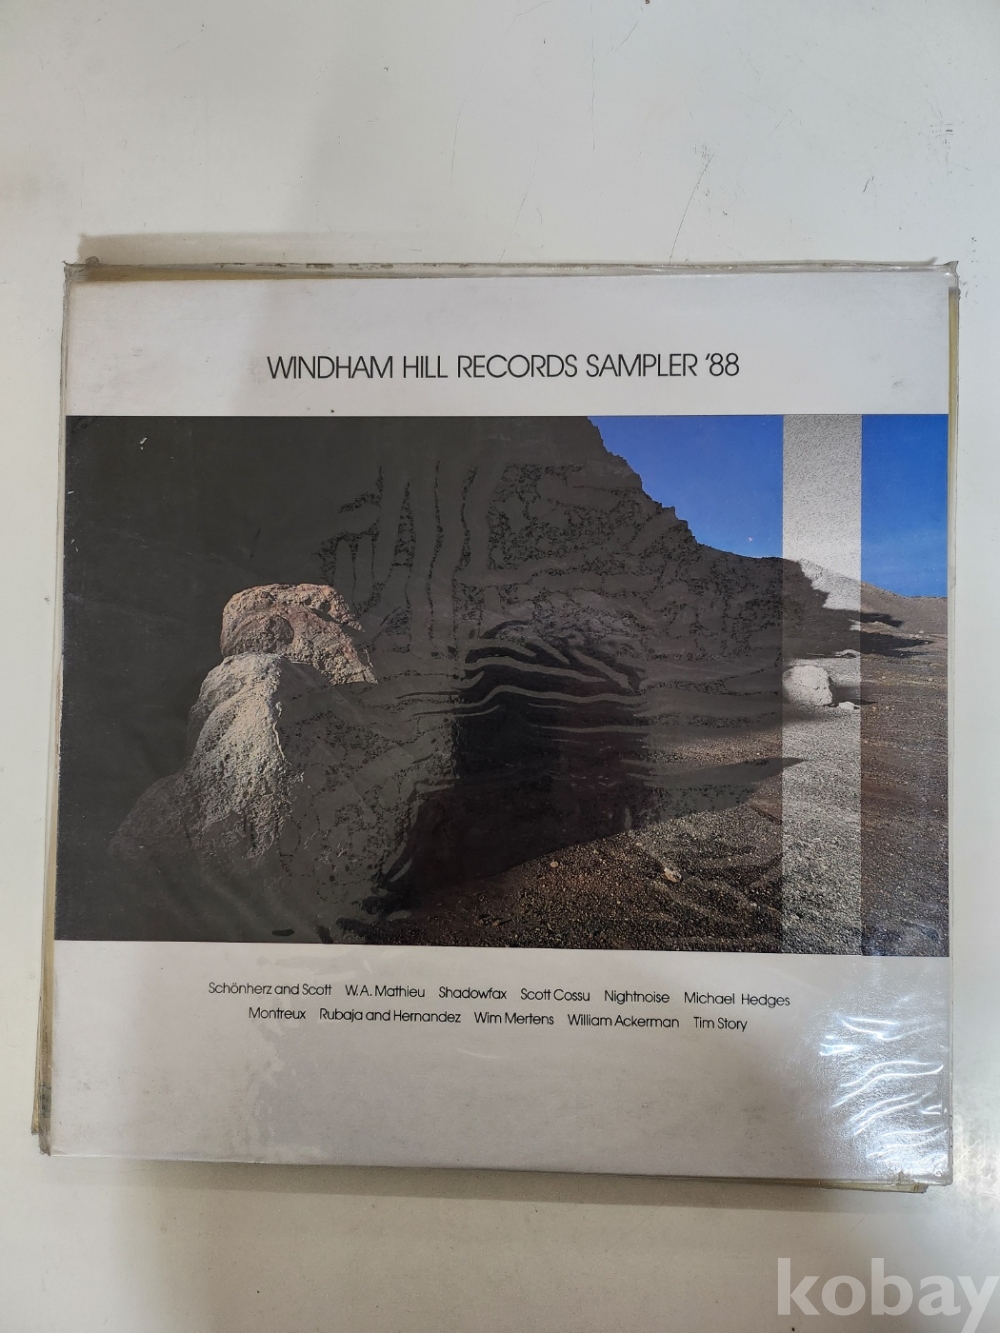 WINDHAM HILL RECORDS SAMPLER '88
Schönherz and Scott W.A. Mathieu Shadowfax Scott Cossu Nightnoise Michael Hedges
Montreux Rubaja and Hernandez Wim Mertens William Ackerman Tim Story
kobay